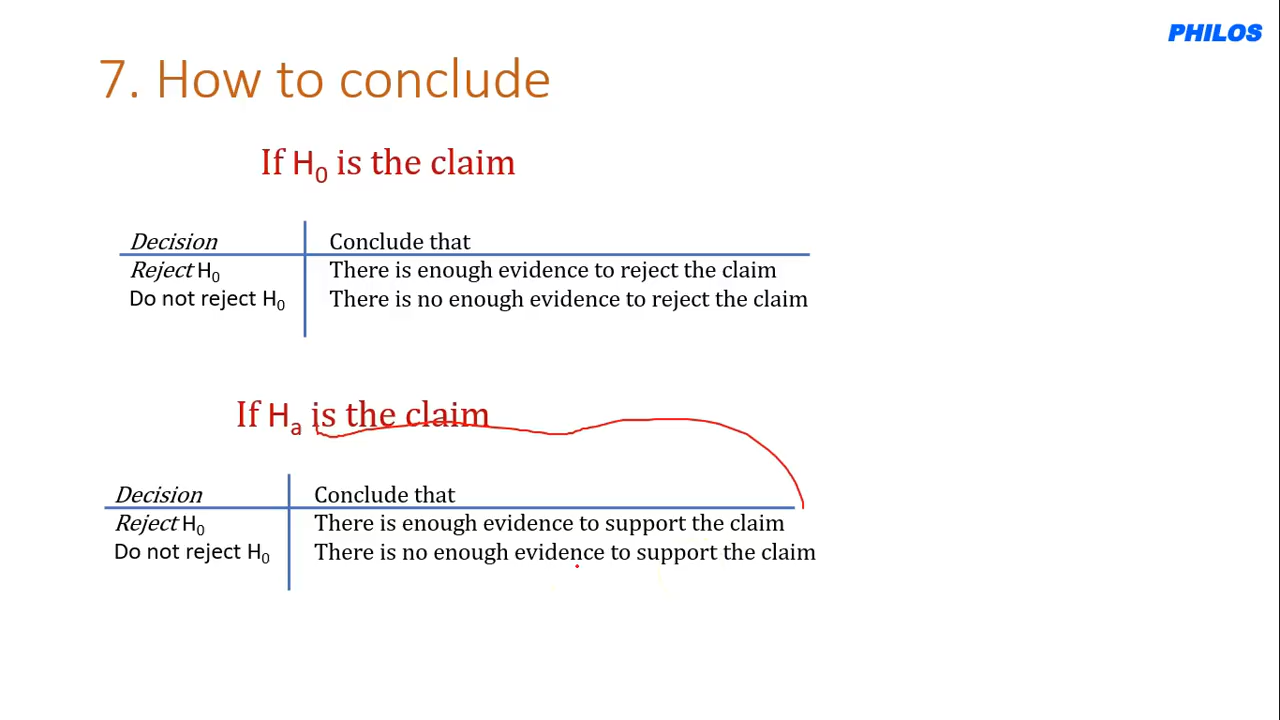 PHILOS
7. How to conclude
If H₀ is the claim
Decision Conclude that
Reject H₀ There is enough evidence to reject the claim
Do not reject H₀ There is no enough evidence to reject the claim
If Hₐ is the claim
Decision Conclude that
Reject H₀ There is enough evidence to support the claim
Do not reject H₀ There is no enough evidence to support the claim